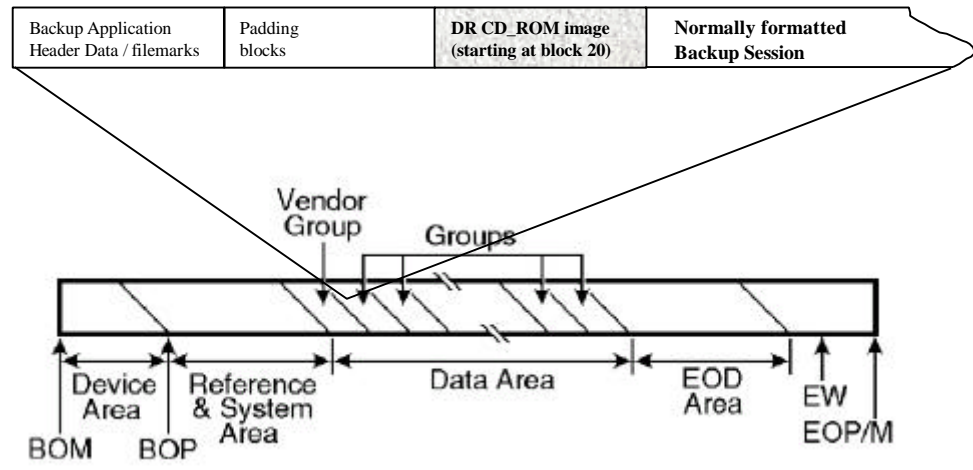 Backup Application
Header Data / filemarks
Padding
blocks
DR CD_ROM image
(starting at block 20)
Normally formatted
Backup Session
Vendor
Group
Groups
Device
Area
Reference
& System
Area
Data Area
EOD
Area
EW
EOP/M
BOM
BOP